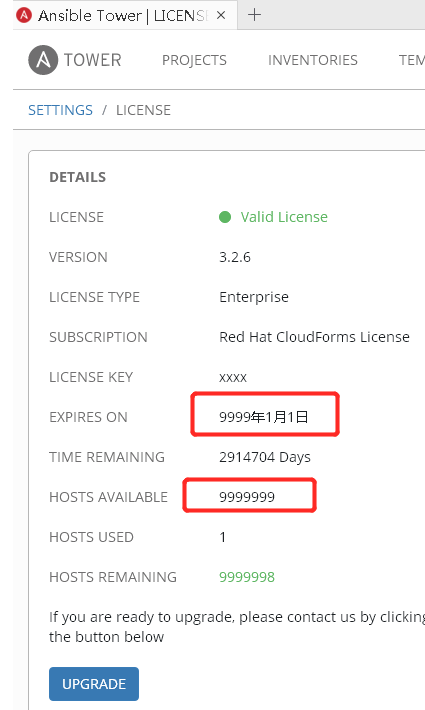 Ansible Tower | LICENS
TOWER PROJECTS INVENTORIES TEM
SETTINGS / LICENSE
DETAILS
LICENSE Valid License
VERSION 3.2.6
LICENSE TYPE Enterprise
SUBSCRIPTION Red Hat CloudForms License
LICENSE KEY xxxx
EXPIRES ON 9999年1月1日
TIME REMAINING 2914704 Days
HOSTS AVAILABLE 9999999
HOSTS USED 1
HOSTS REMAINING 9999998
If you are ready to upgrade, please contact us by clicking
the button below
UPGRADE